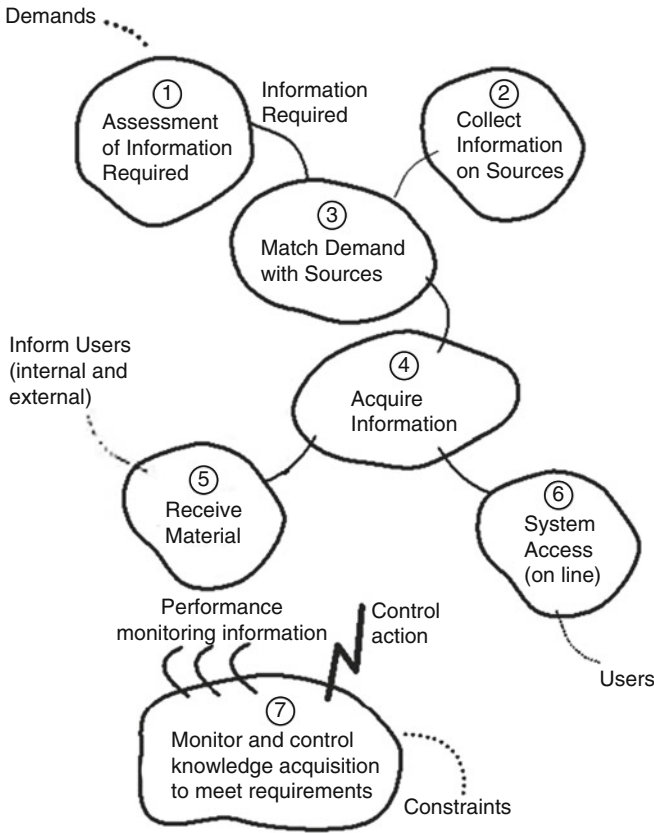 Demands
①
Assessment
of Information
Required
Information
Required
②
Collect
Information
on Sources
③
Match Demand
with Sources
④
Acquire
Information
Inform Users
(internal and
external)
⑤
Receive
Material
⑥
System
Access
(on line)
Users
Performance
monitoring information
Control
action
⑦
Monitor and control
knowledge acquisition
to meet requirements
Constraints